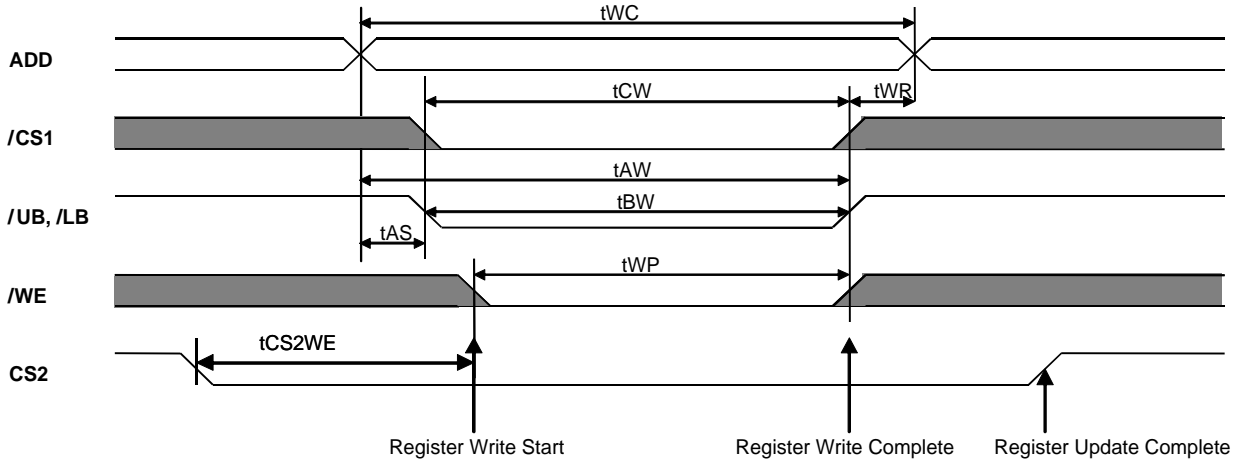 tWC
ADD
tCW
tWR
/CS1
tAW
/UB, /LB
tBW
tAS
tWP
/WE
tCS2WE
CS2
Register Write Start
Register Write Complete
Register Update Complete